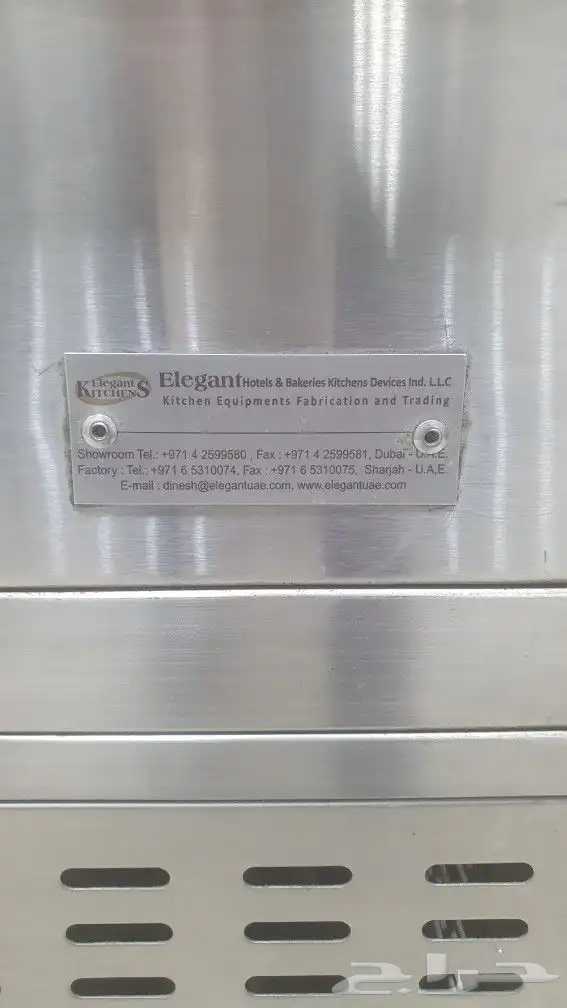 Elegant
KITCHENS
Elegant Hotels & Bakeries Kitchens Devices Ind. L.L.C
Kitchen Equipments Fabrication and Trading
Showroom Tel.: +971 4 2599580 , Fax : +971 4 2599581, Dubai - U.A.E.
Factory : Tel.: +971 6 5310074, Fax : +971 6 5310075, Sharjah - U.A.E.
E-mail : dinesh@elegantuae.com, www.elegantuae.com
حراج